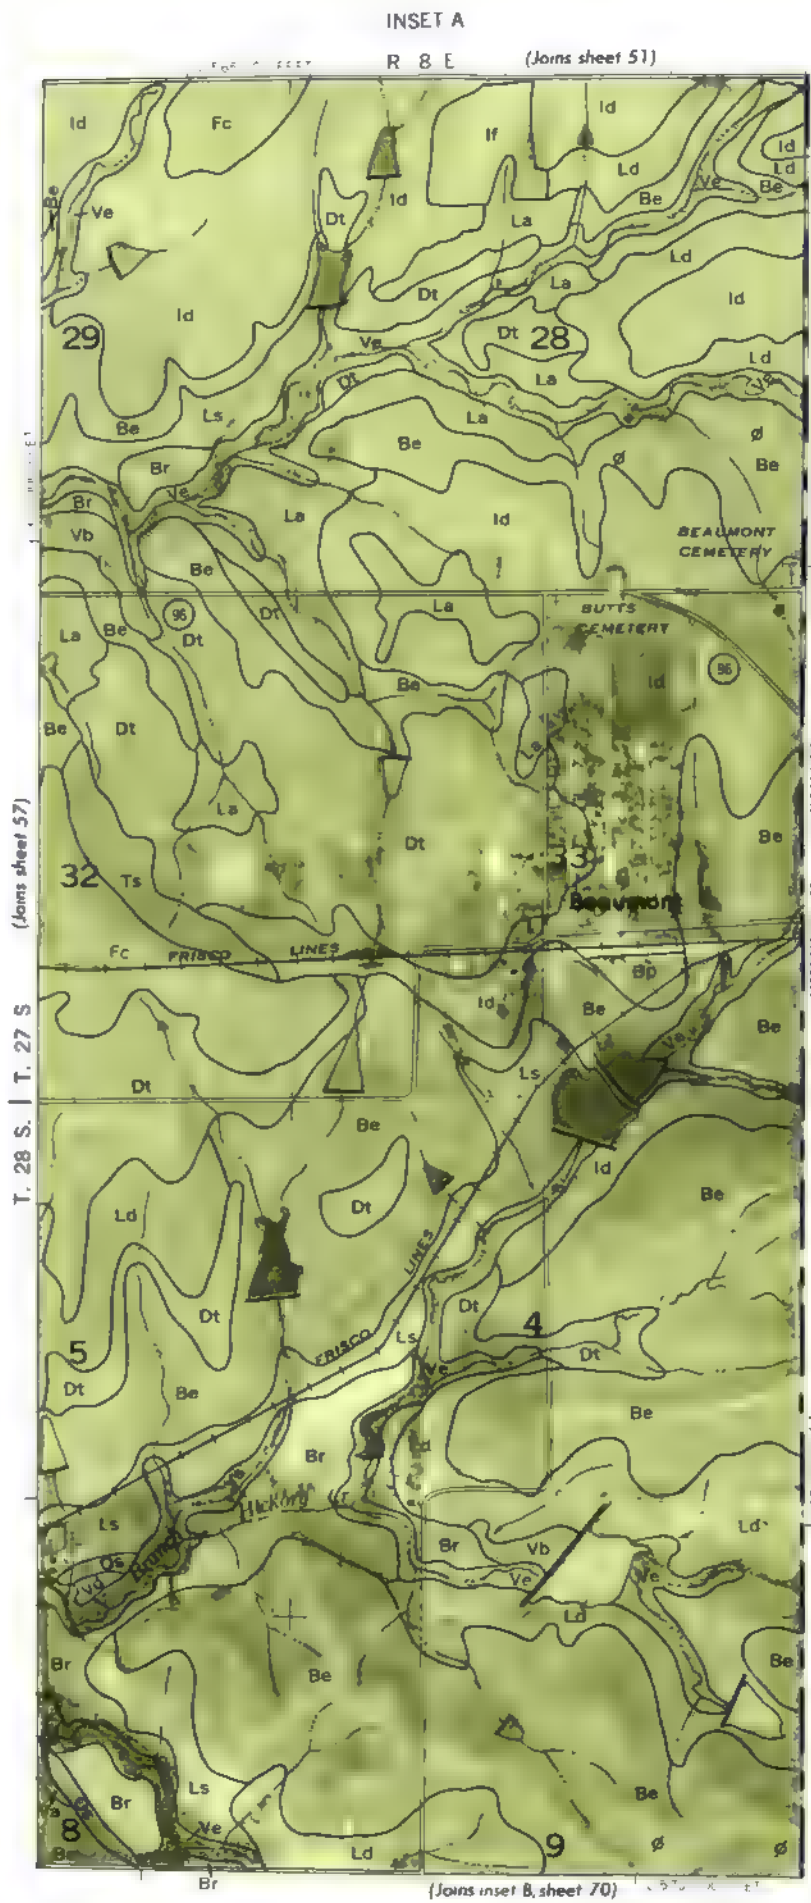 INSET A
R 8 E (Joins sheet 51)
Id Fc If Id
Id
Ld Ld
Be Ve Be
Be Ve Dt Id La
Ld
Dt La Id
Id
29 Dt 28
Ve Ld
Dt La
Ls La
Be Be Be
Br
Ve
Br La Id BEAUMONT
Vb CEMETERY
Be
96 Dt La BUTTS
La Be Dt CEMETERY
96
Be Id
Be Dt
La
La
Dt Be
(Joins sheet 57)
32 Ts 33
Beaumont
Fc FRISCO LINES
Bp
Id Be
Be
Ve
T. 28 S. | T. 27 S
Ls
Dt
Be
Id
Ld Dt Be
LINES
Dt Dt
5 FRISCO Ls 4
Ve Dt
Dt Be Be
Br
Hickory
Ls Br Vb Ld
Branch
Ve Ve
Ld
Br Be Be
Br Ls
Be
8 Ve 9
Ld
Br
(Joins inset B, sheet 70)